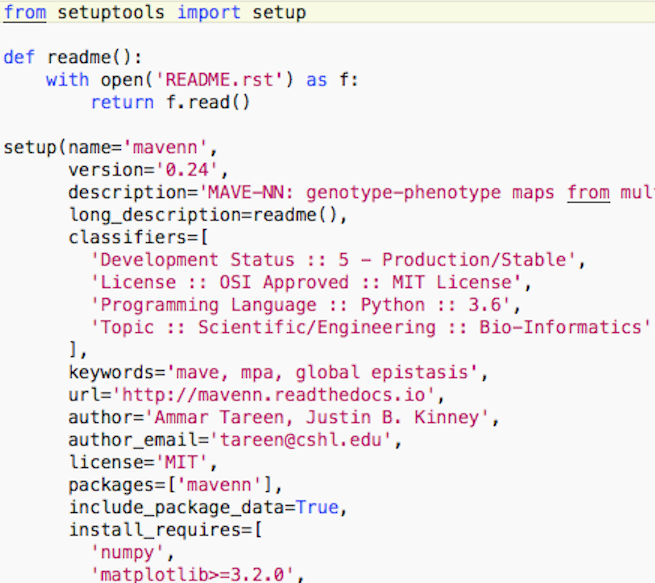 from setuptools import setup
def readme():
    with open('README.rst') as f:
        return f.read()
setup(name='mavenn',
      version='0.24',
      description='MAVE-NN: genotype-phenotype maps from
      long_description=readme(),
      classifiers=[
        'Development Status :: 5 - Production/Stable',
        'License :: OSI Approved :: MIT License',
        'Programming Language :: Python :: 3.6',
        'Topic :: Scientific/Engineering :: Bio-Informatics'
      ],
      keywords='mave, mpa, global epistasis',
      url='http://mavenn.readthedocs.io',
      author='Ammar Tareen, Justin B. Kinney',
      author_email='tareen@cshl.edu',
      license='MIT',
      packages=['mavenn'],
      include_package_data=True,
      install_requires=[
        'numpy',
        'matplotlib>=3.2.0',